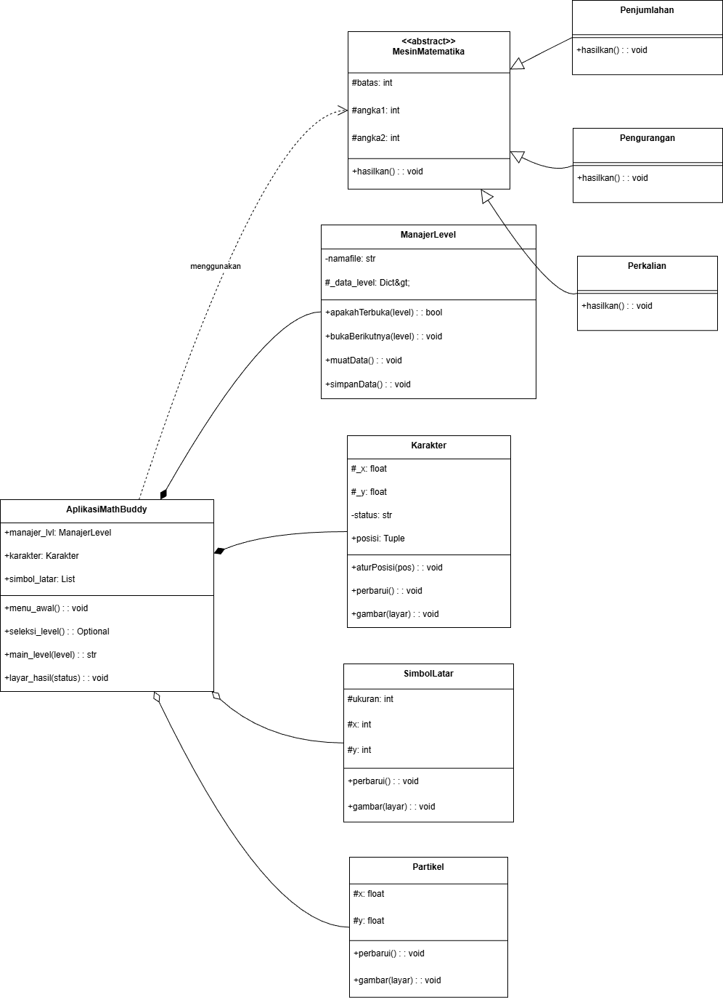 Penjumlahan
+hasilkan() : : void
<<abstract>>
MesinMatematika
#batas: int
#angka1: int
#angka2: int
+hasilkan() : : void
Pengurangan
+hasilkan() : : void
ManajerLevel
-namafile: str
#_data_level: Dict&gt;
+apakahTerbuka(level) : : bool
+bukaBerikutnya(level) : : void
+muatData() : : void
+simpanData() : : void
Perkalian
+hasilkan() : : void
menggunakan
Karakter
#_x: float
#_y: float
-status: str
+posisi: Tuple
+aturPosisi(pos) : : void
+perbarui() : : void
+gambar(layar) : : void
AplikasiMathBuddy
+manajer_lvl: ManajerLevel
+karakter: Karakter
+simbol_latar: List
+menu_awal() : : void
+seleksi_level() : : Optional
+main_level(level) : : str
+layar_hasil(status) : : void
SimbolLatar
#ukuran: int
#x: int
#y: int
+perbarui() : : void
+gambar(layar) : : void
Partikel
#x: float
#y: float
+perbarui() : : void
+gambar(layar) : : void